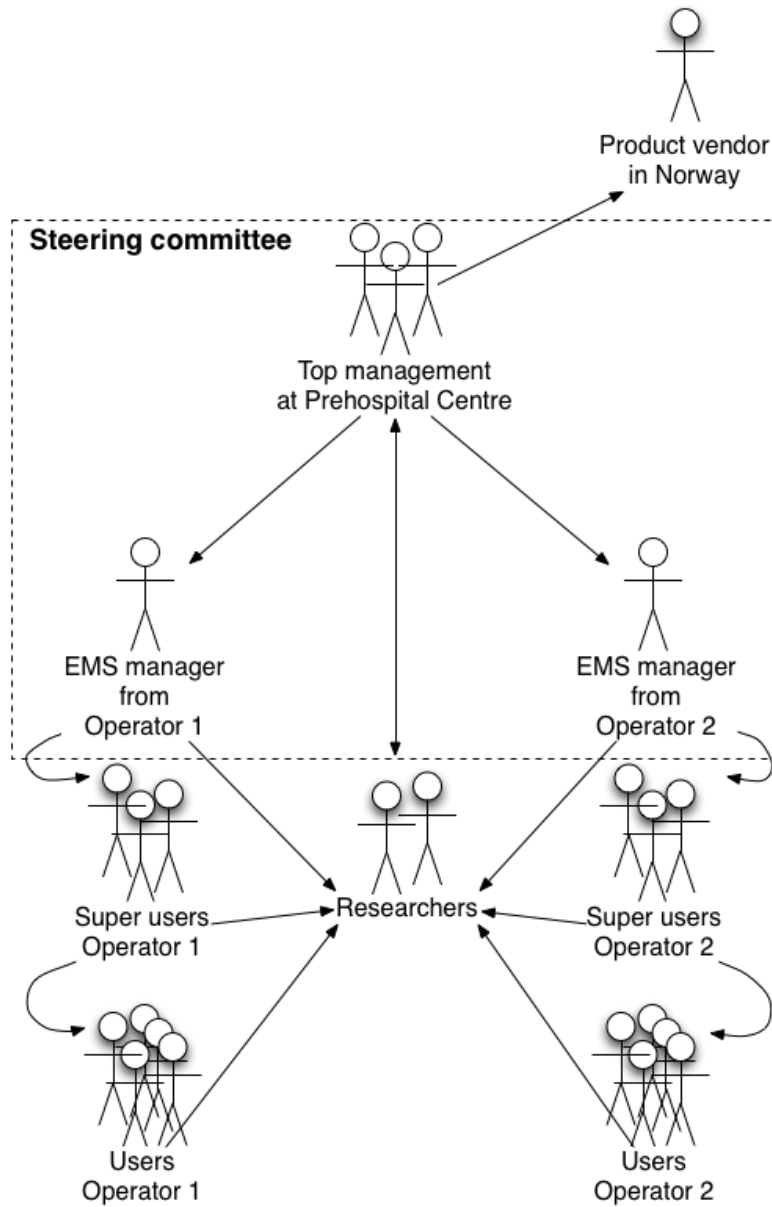 Product vendor
in Norway
Steering committee
Top management
at Prehospital Centre
EMS manager
from
Operator 1
EMS manager
from
Operator 2
Super users
Operator 1
Researchers
Super users
Operator 2
Users
Operator 1
Users
Operator 2